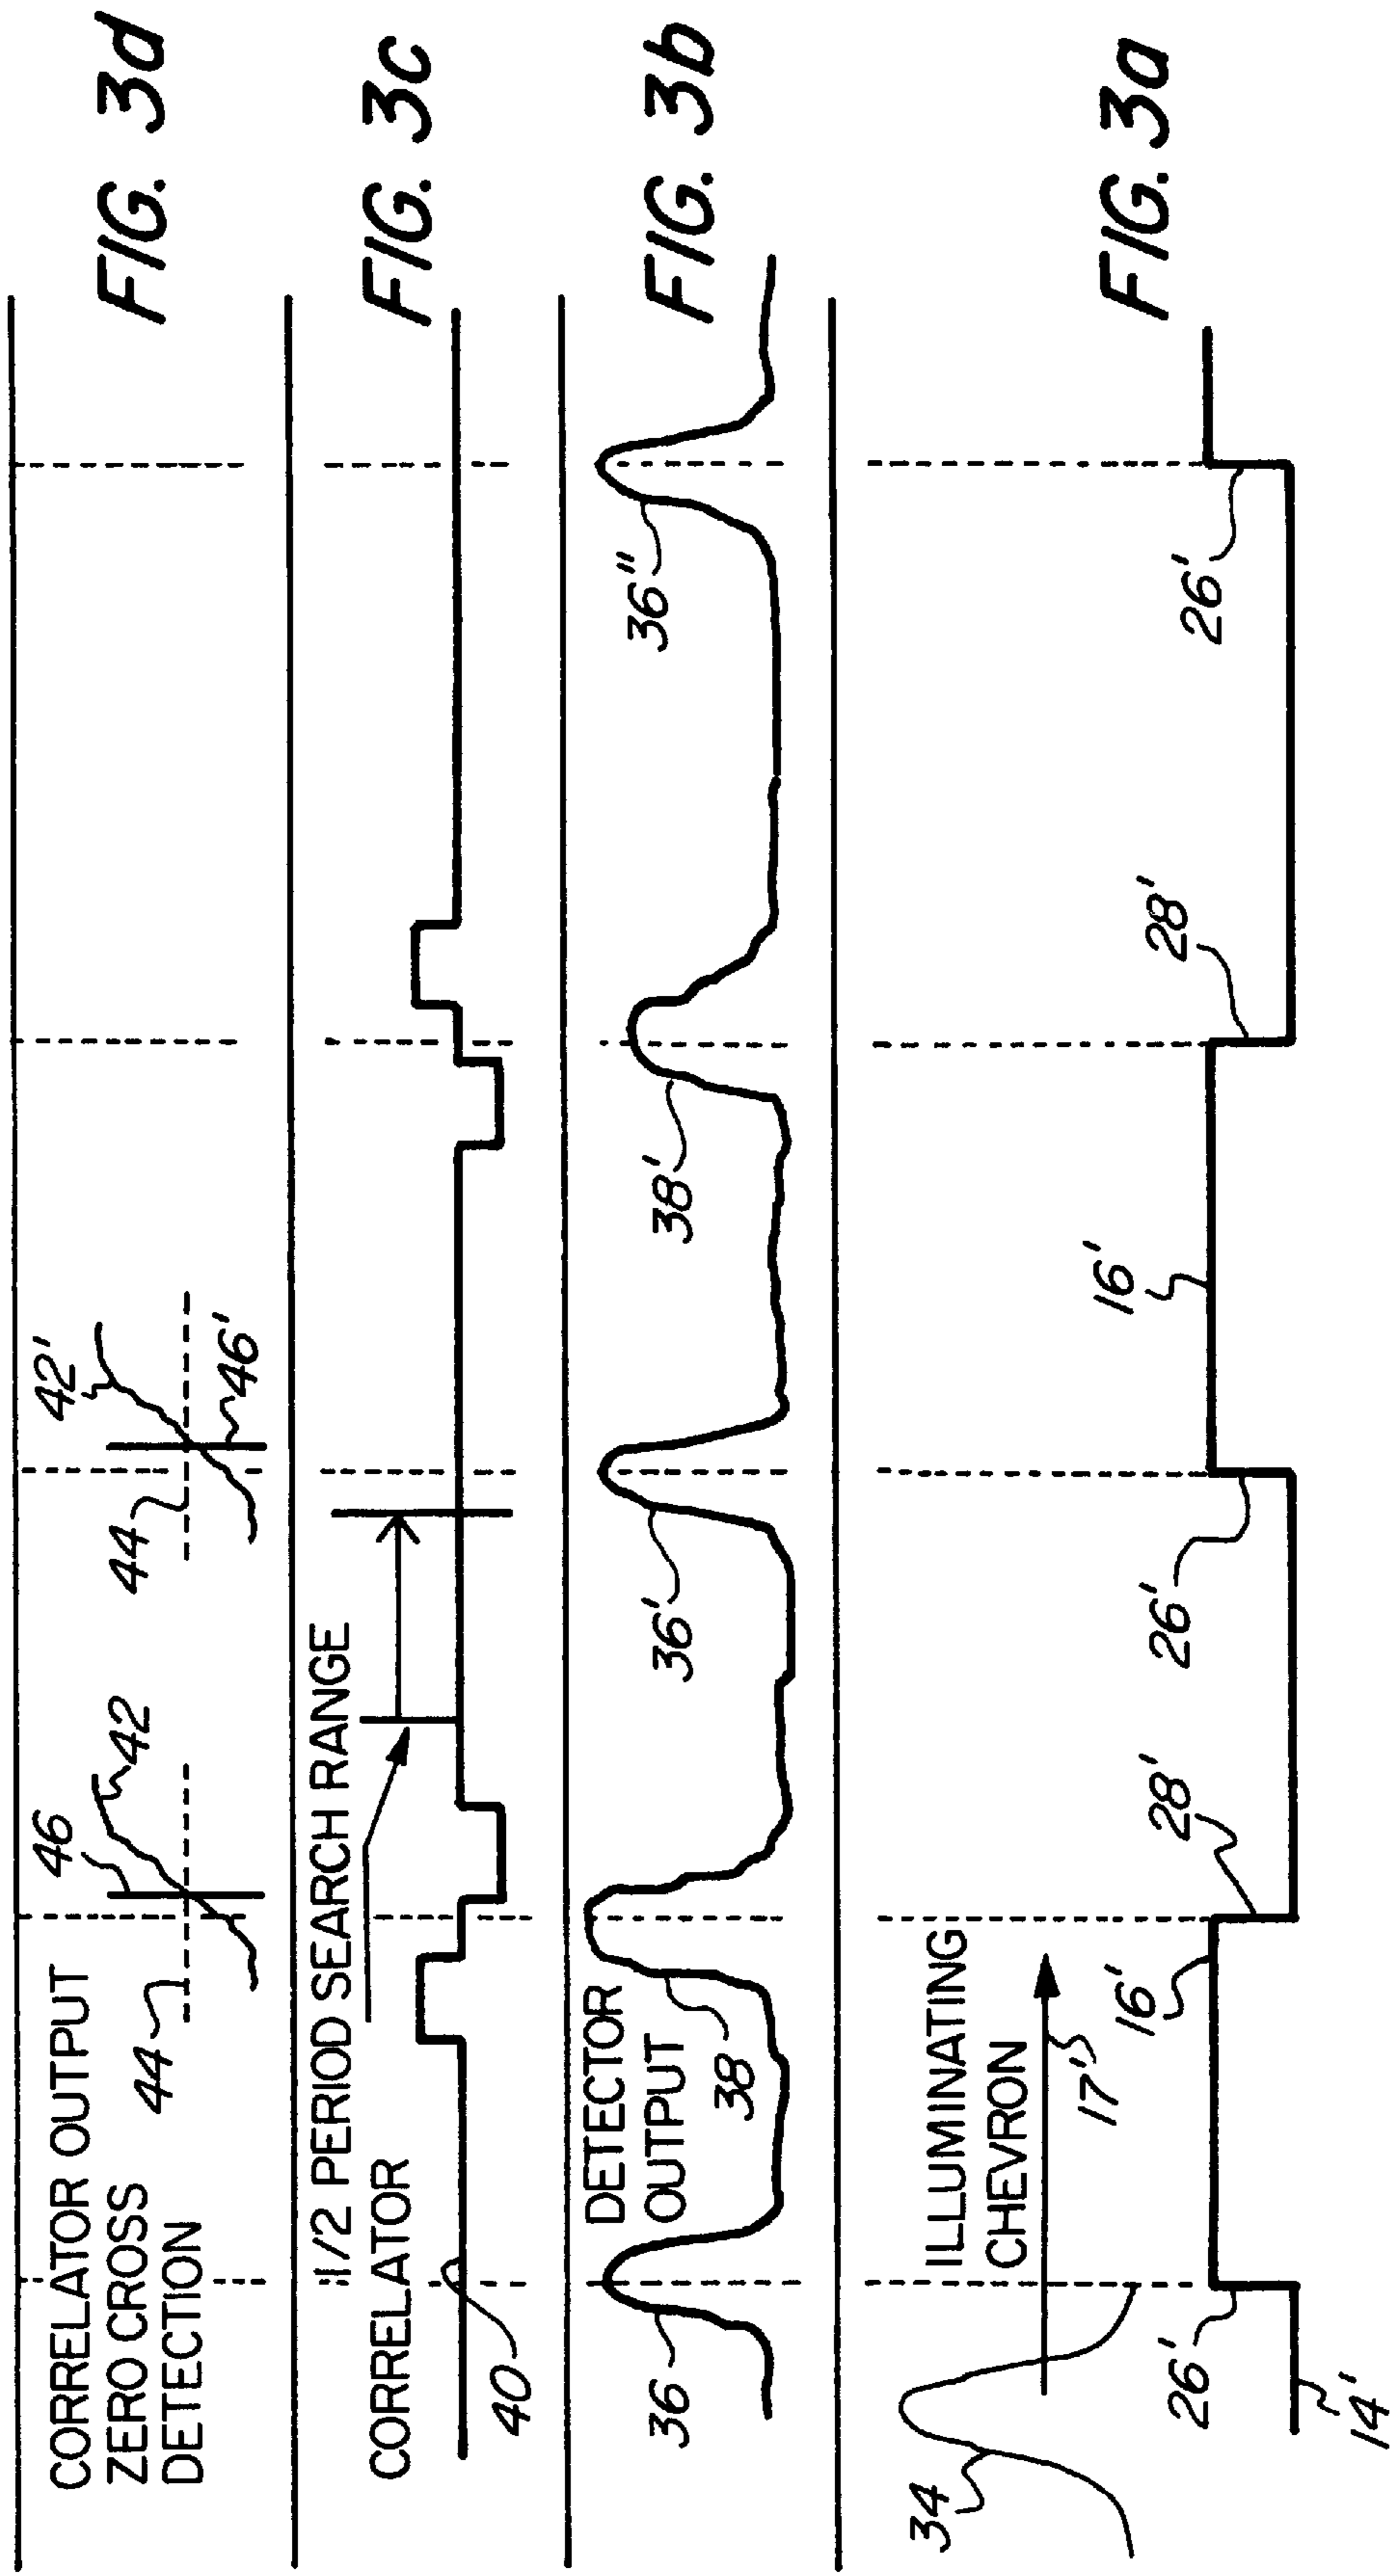 CORRELATOR OUTPUT
ZERO CROSS
DETECTION
44
46
42
44
42'
46'
FIG. 3d
1/2 PERIOD SEARCH RANGE
CORRELATOR
40
FIG. 3c
DETECTOR
OUTPUT
36
38
36'
38'
36"
FIG. 3b
ILLUMINATING
CHEVRON
34
17'
14'
26'
16'
28'
26'
16'
28'
26'
FIG. 3a